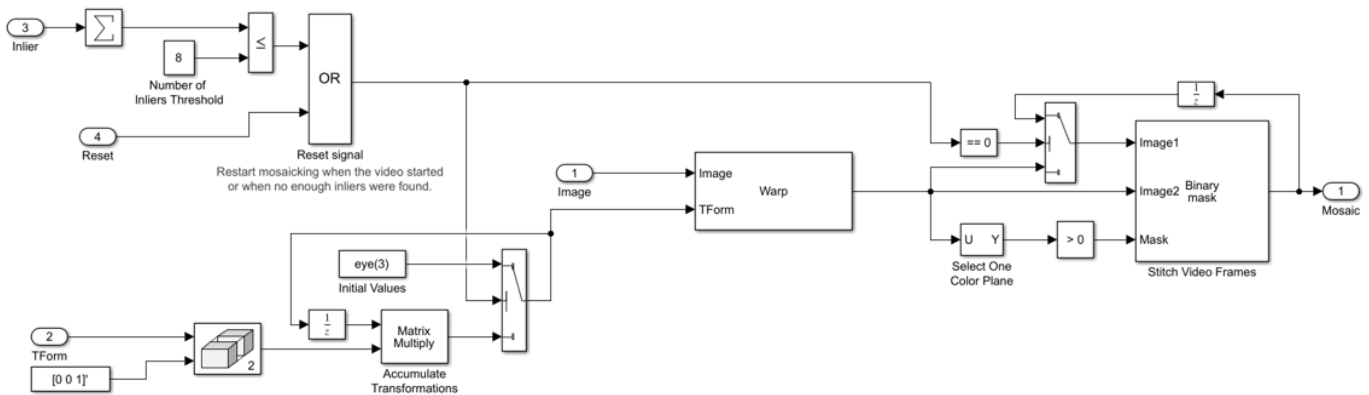 3
Inlier
Σ
≤
8
Number of
Inliers Threshold
OR
4
Reset
Reset signal
Restart mosaicking when the video started
or when no enough inliers were found.
1
Image
Image
TForm
Warp
== 0
1
z
Image1
Image2
Mask
Binary
mask
Stitch Video Frames
1
Mosaic
U Y
Select One
Color Plane
> 0
eye(3)
Initial Values
1
z
Matrix
Multiply
Accumulate
Transformations
2
TForm
[0 0 1]'
2